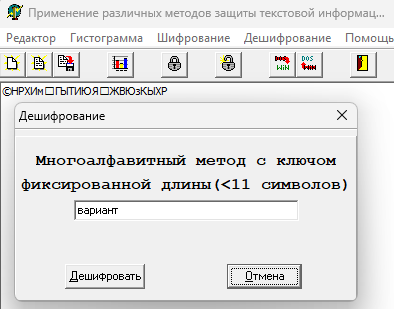 Применение различных методов защиты текстовой информац...
Редактор Гистограмма Шифрование Дешифрование Помощь
DOS WIN
©НРХИи□ГЫТИЮЯ□ЖВЮзКЫХР
Дешифрование
Многоалфавитный метод с ключом
фиксированной длины(<11 символов)
вариант
Дешифровать Отмена